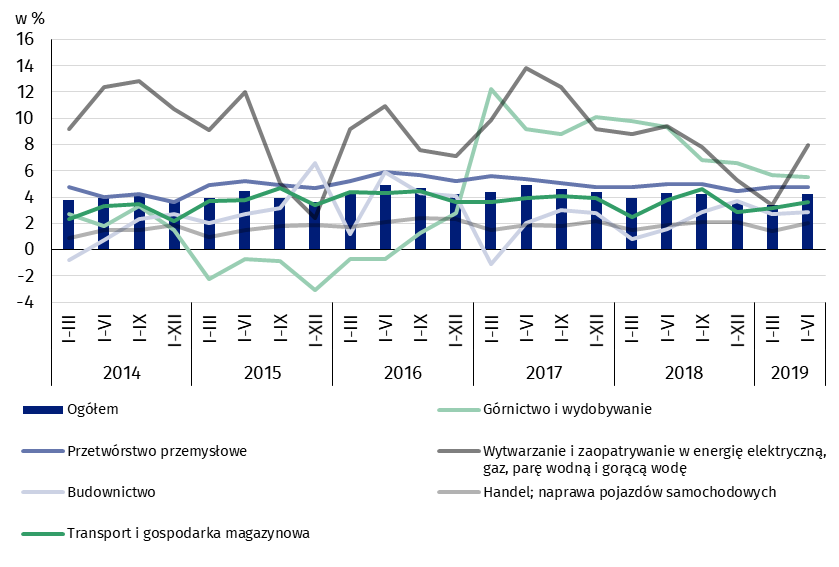 w %
16
14
12
10
8
6
4
2
0
-2
-4
I-III I-VI I-IX I-XII I-III I-VI I-IX I-XII I-III I-VI I-IX I-XII I-III I-VI I-IX I-XII I-III I-VI I-IX I-XII I-III I-VI
2014 2015 2016 2017 2018 2019
Ogółem
Górnictwo i wydobywanie
Przetwórstwo przemysłowe
Wytwarzanie i zaopatrywanie w energię elektryczną,
gaz, parę wodną i gorącą wodę
Budownictwo
Handel; naprawa pojazdów samochodowych
Transport i gospodarka magazynowa